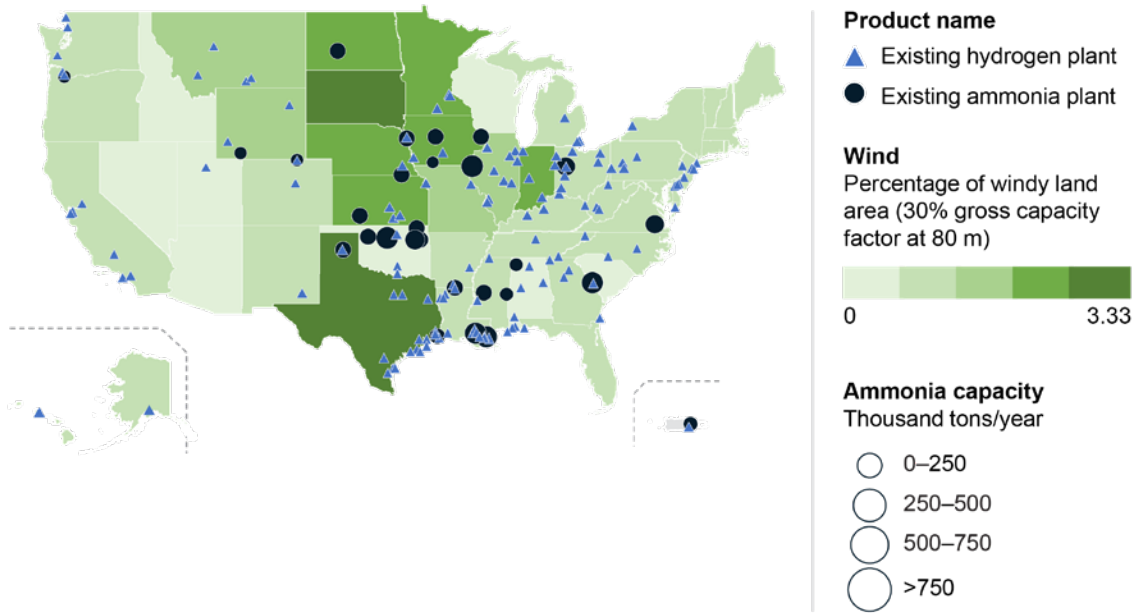 Product name
Existing hydrogen plant
Existing ammonia plant
Wind
Percentage of windy land
area (30% gross capacity
factor at 80 m)
0 3.33
Ammonia capacity
Thousand tons/year
0–250
250–500
500–750
>750